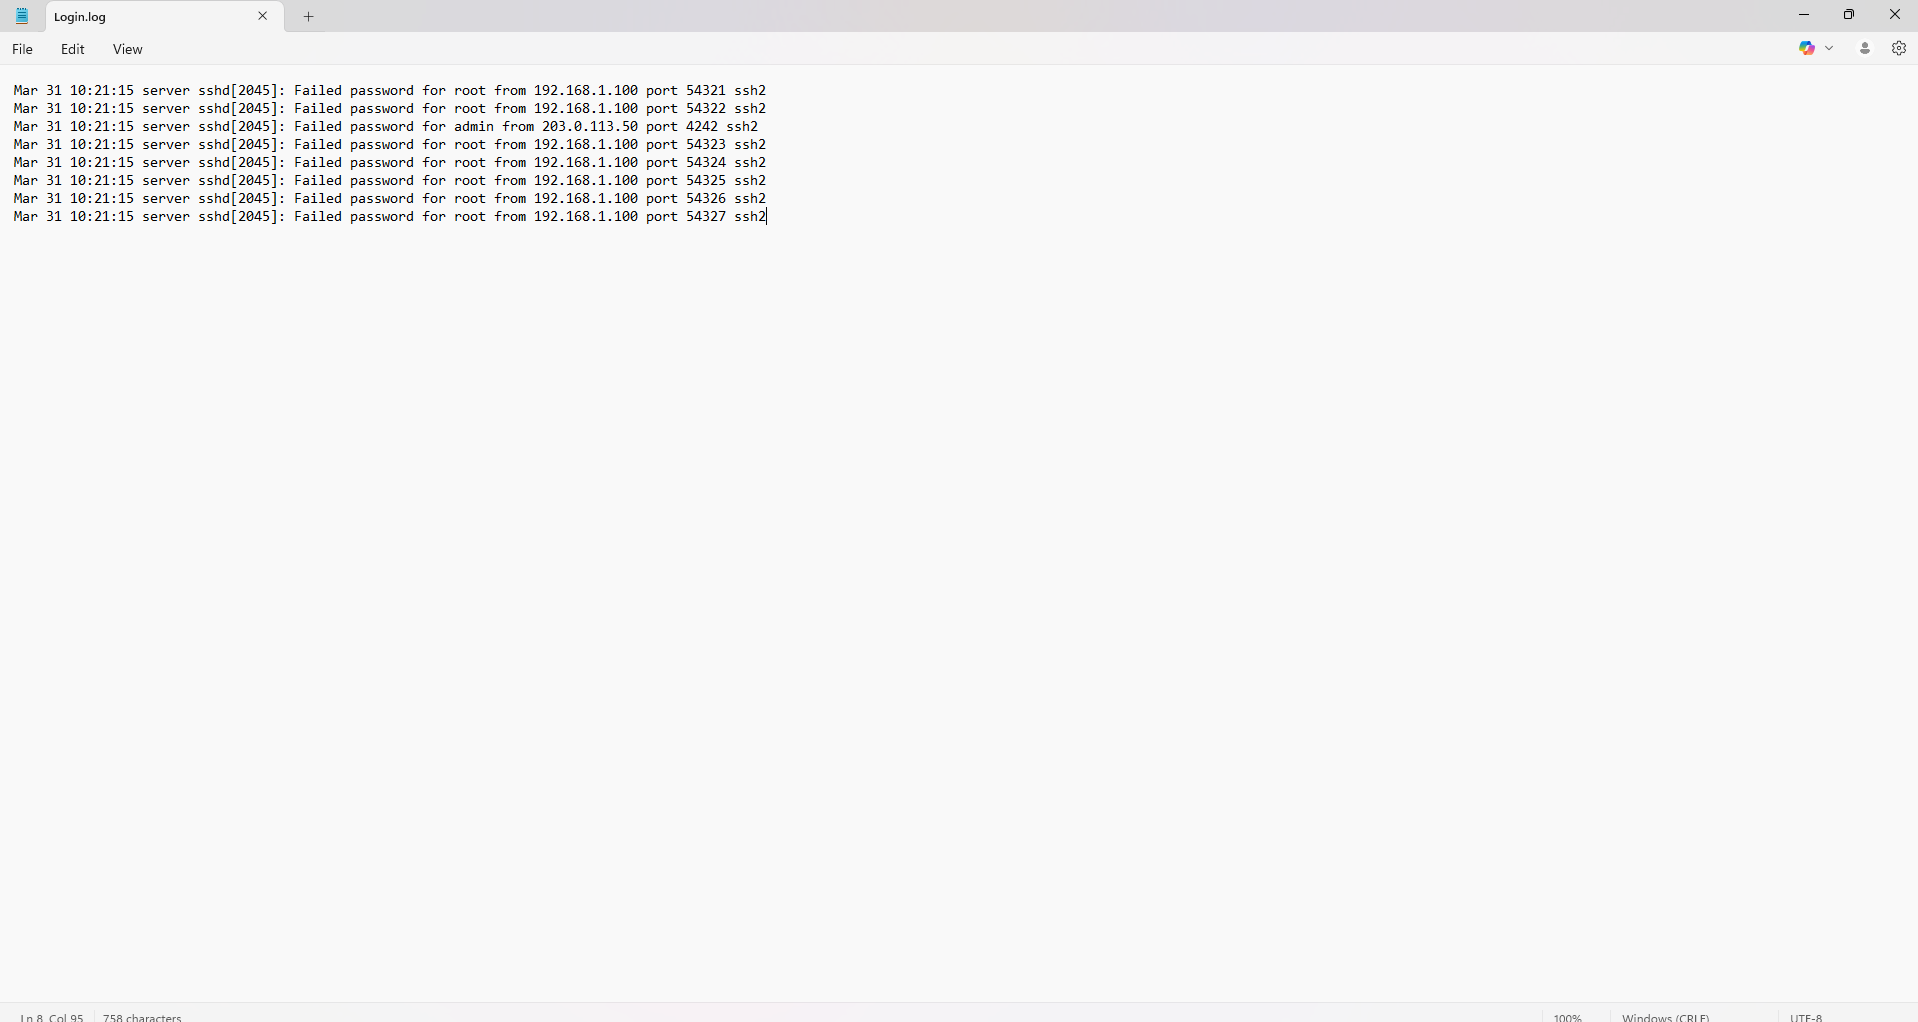 Login.log
File Edit View
Mar 31 10:21:15 server sshd[2045]: Failed password for root from 192.168.1.100 port 54321 ssh2
Mar 31 10:21:15 server sshd[2045]: Failed password for root from 192.168.1.100 port 54322 ssh2
Mar 31 10:21:15 server sshd[2045]: Failed password for admin from 203.0.113.50 port 4242 ssh2
Mar 31 10:21:15 server sshd[2045]: Failed password for root from 192.168.1.100 port 54323 ssh2
Mar 31 10:21:15 server sshd[2045]: Failed password for root from 192.168.1.100 port 54324 ssh2
Mar 31 10:21:15 server sshd[2045]: Failed password for root from 192.168.1.100 port 54325 ssh2
Mar 31 10:21:15 server sshd[2045]: Failed password for root from 192.168.1.100 port 54326 ssh2
Mar 31 10:21:15 server sshd[2045]: Failed password for root from 192.168.1.100 port 54327 ssh2
Ln 8, Col 95 758 characters 100% Windows (CRLF) UTF-8